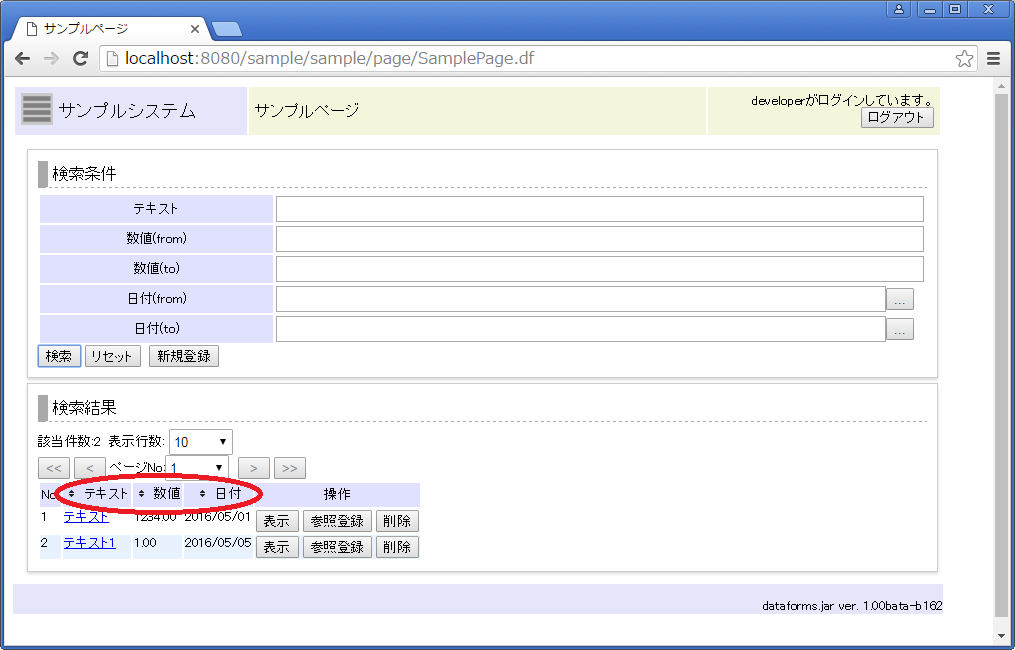 サンプルページ
localhost:8080/sample/sample/page/SamplePage.df
サンプルシステム サンプルページ developerがログインしています。
ログアウト
検索条件
テキスト
数値(from)
数値(to)
日付(from) ...
日付(to) ...
検索 リセット 新規登録
検索結果
該当件数:2 表示行数: 10
<< < ページNo: 1 > >>
No テキスト 数値 日付 操作
1 テキスト 1234.00 2016/05/01 表示 参照登録 削除
2 テキスト1 1.00 2016/05/05 表示 参照登録 削除
dataforms.jar ver. 1.00bata-b162